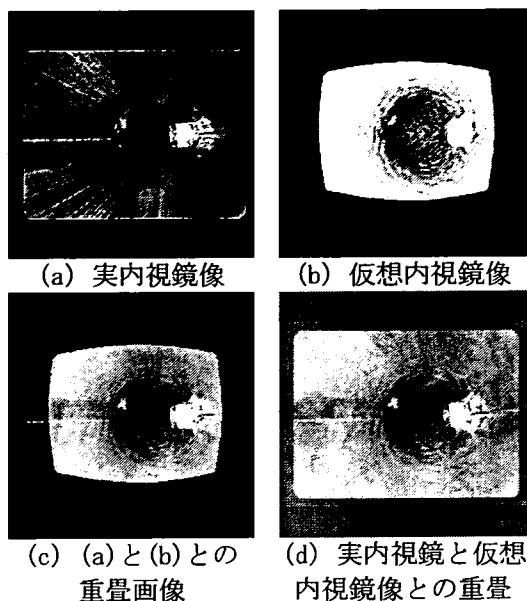 (a) 実内視鏡像
(b) 仮想内視鏡像
(c) (a)と(b)との
重畳画像
(d) 実内視鏡と仮想
内視鏡像との重畳